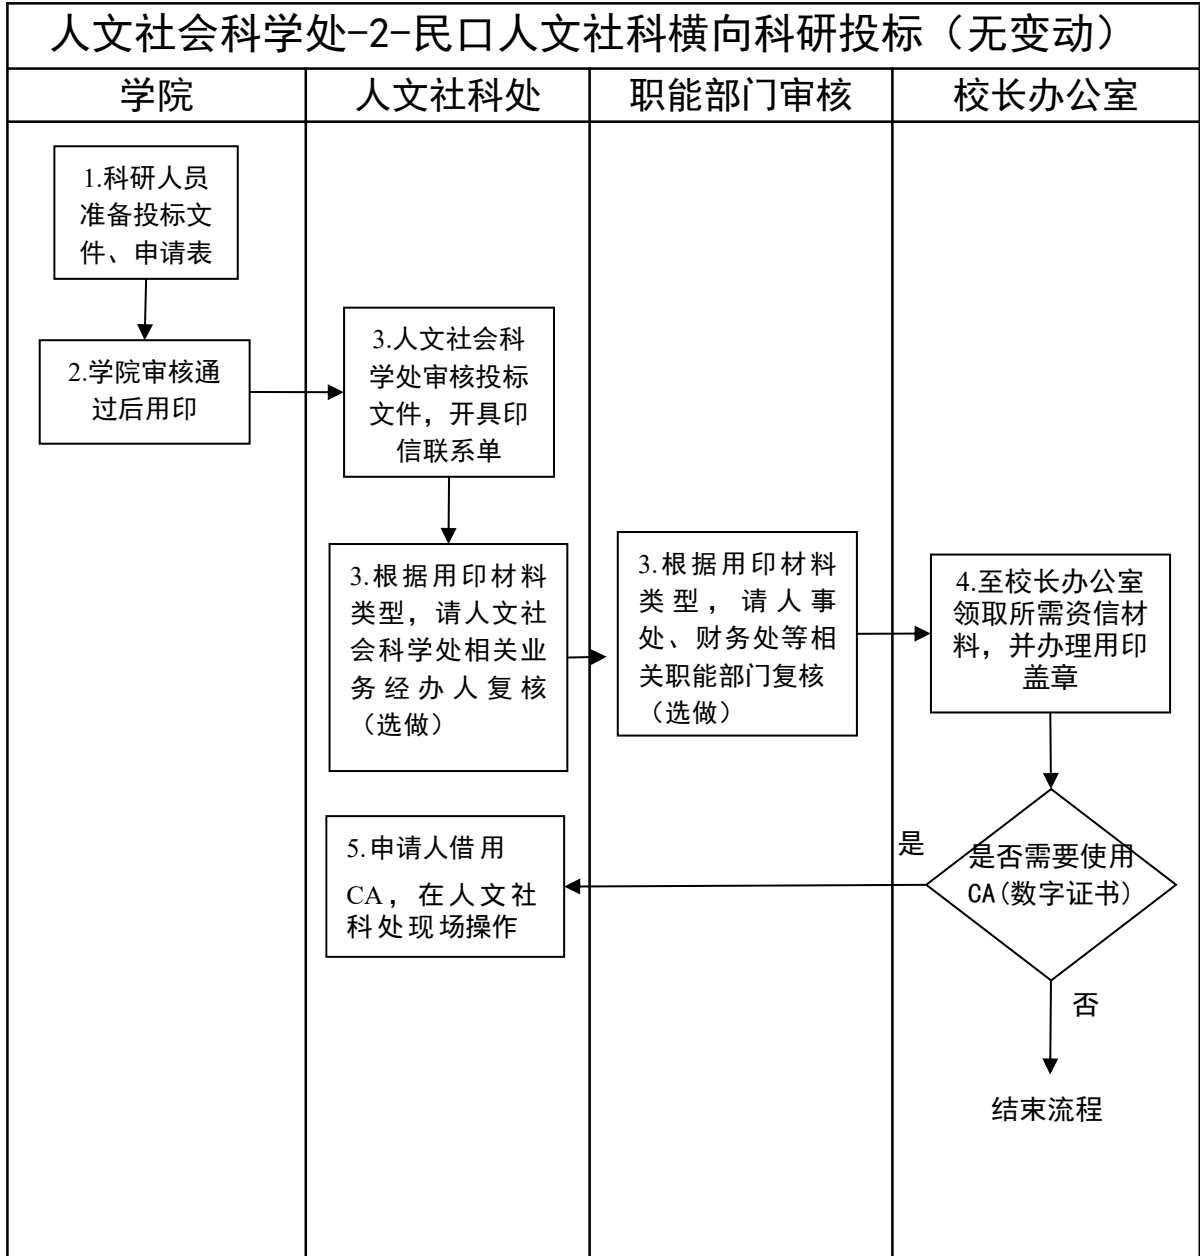 人文社会科学处-2-民口人文社科横向科研投标（无变动）
学院
人文社科处
职能部门审核
校长办公室
1.科研人员
准备投标文
件、申请表
2.学院审核通
过后用印
3.人文社会科
学处审核投标
文件，开具印
信联系单
3.根据用印材料
类型，请人文社
会科学处相关业
务经办人复核
（选做）
3.根据用印材料
类型，请人事
处、财务处等相
关职能部门复核
（选做）
4.至校长办公室
领取所需资信材
料，并办理用印
盖章
是否需要使用
CA(数字证书)
是
5.申请人借用
CA，在人文社
科处现场操作
否
结束流程